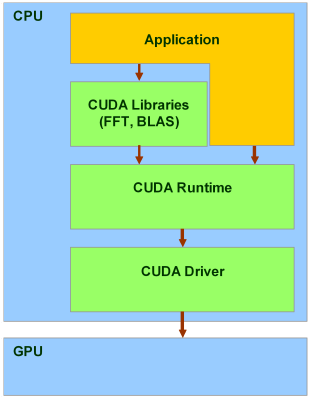 CPU
Application
CUDA Libraries
(FFT, BLAS)
CUDA Runtime
CUDA Driver
GPU